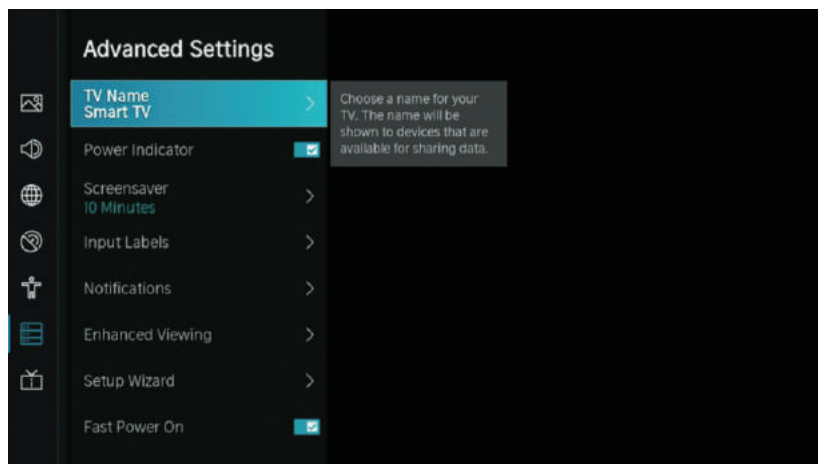 Advanced Settings
TV Name
Smart TV
Choose a name for your
TV. The name will be
shown to devices that are
available for sharing data.
Power Indicator
Screensaver
10 Minutes
Input Labels
Notifications
Enhanced Viewing
Setup Wizard
Fast Power On